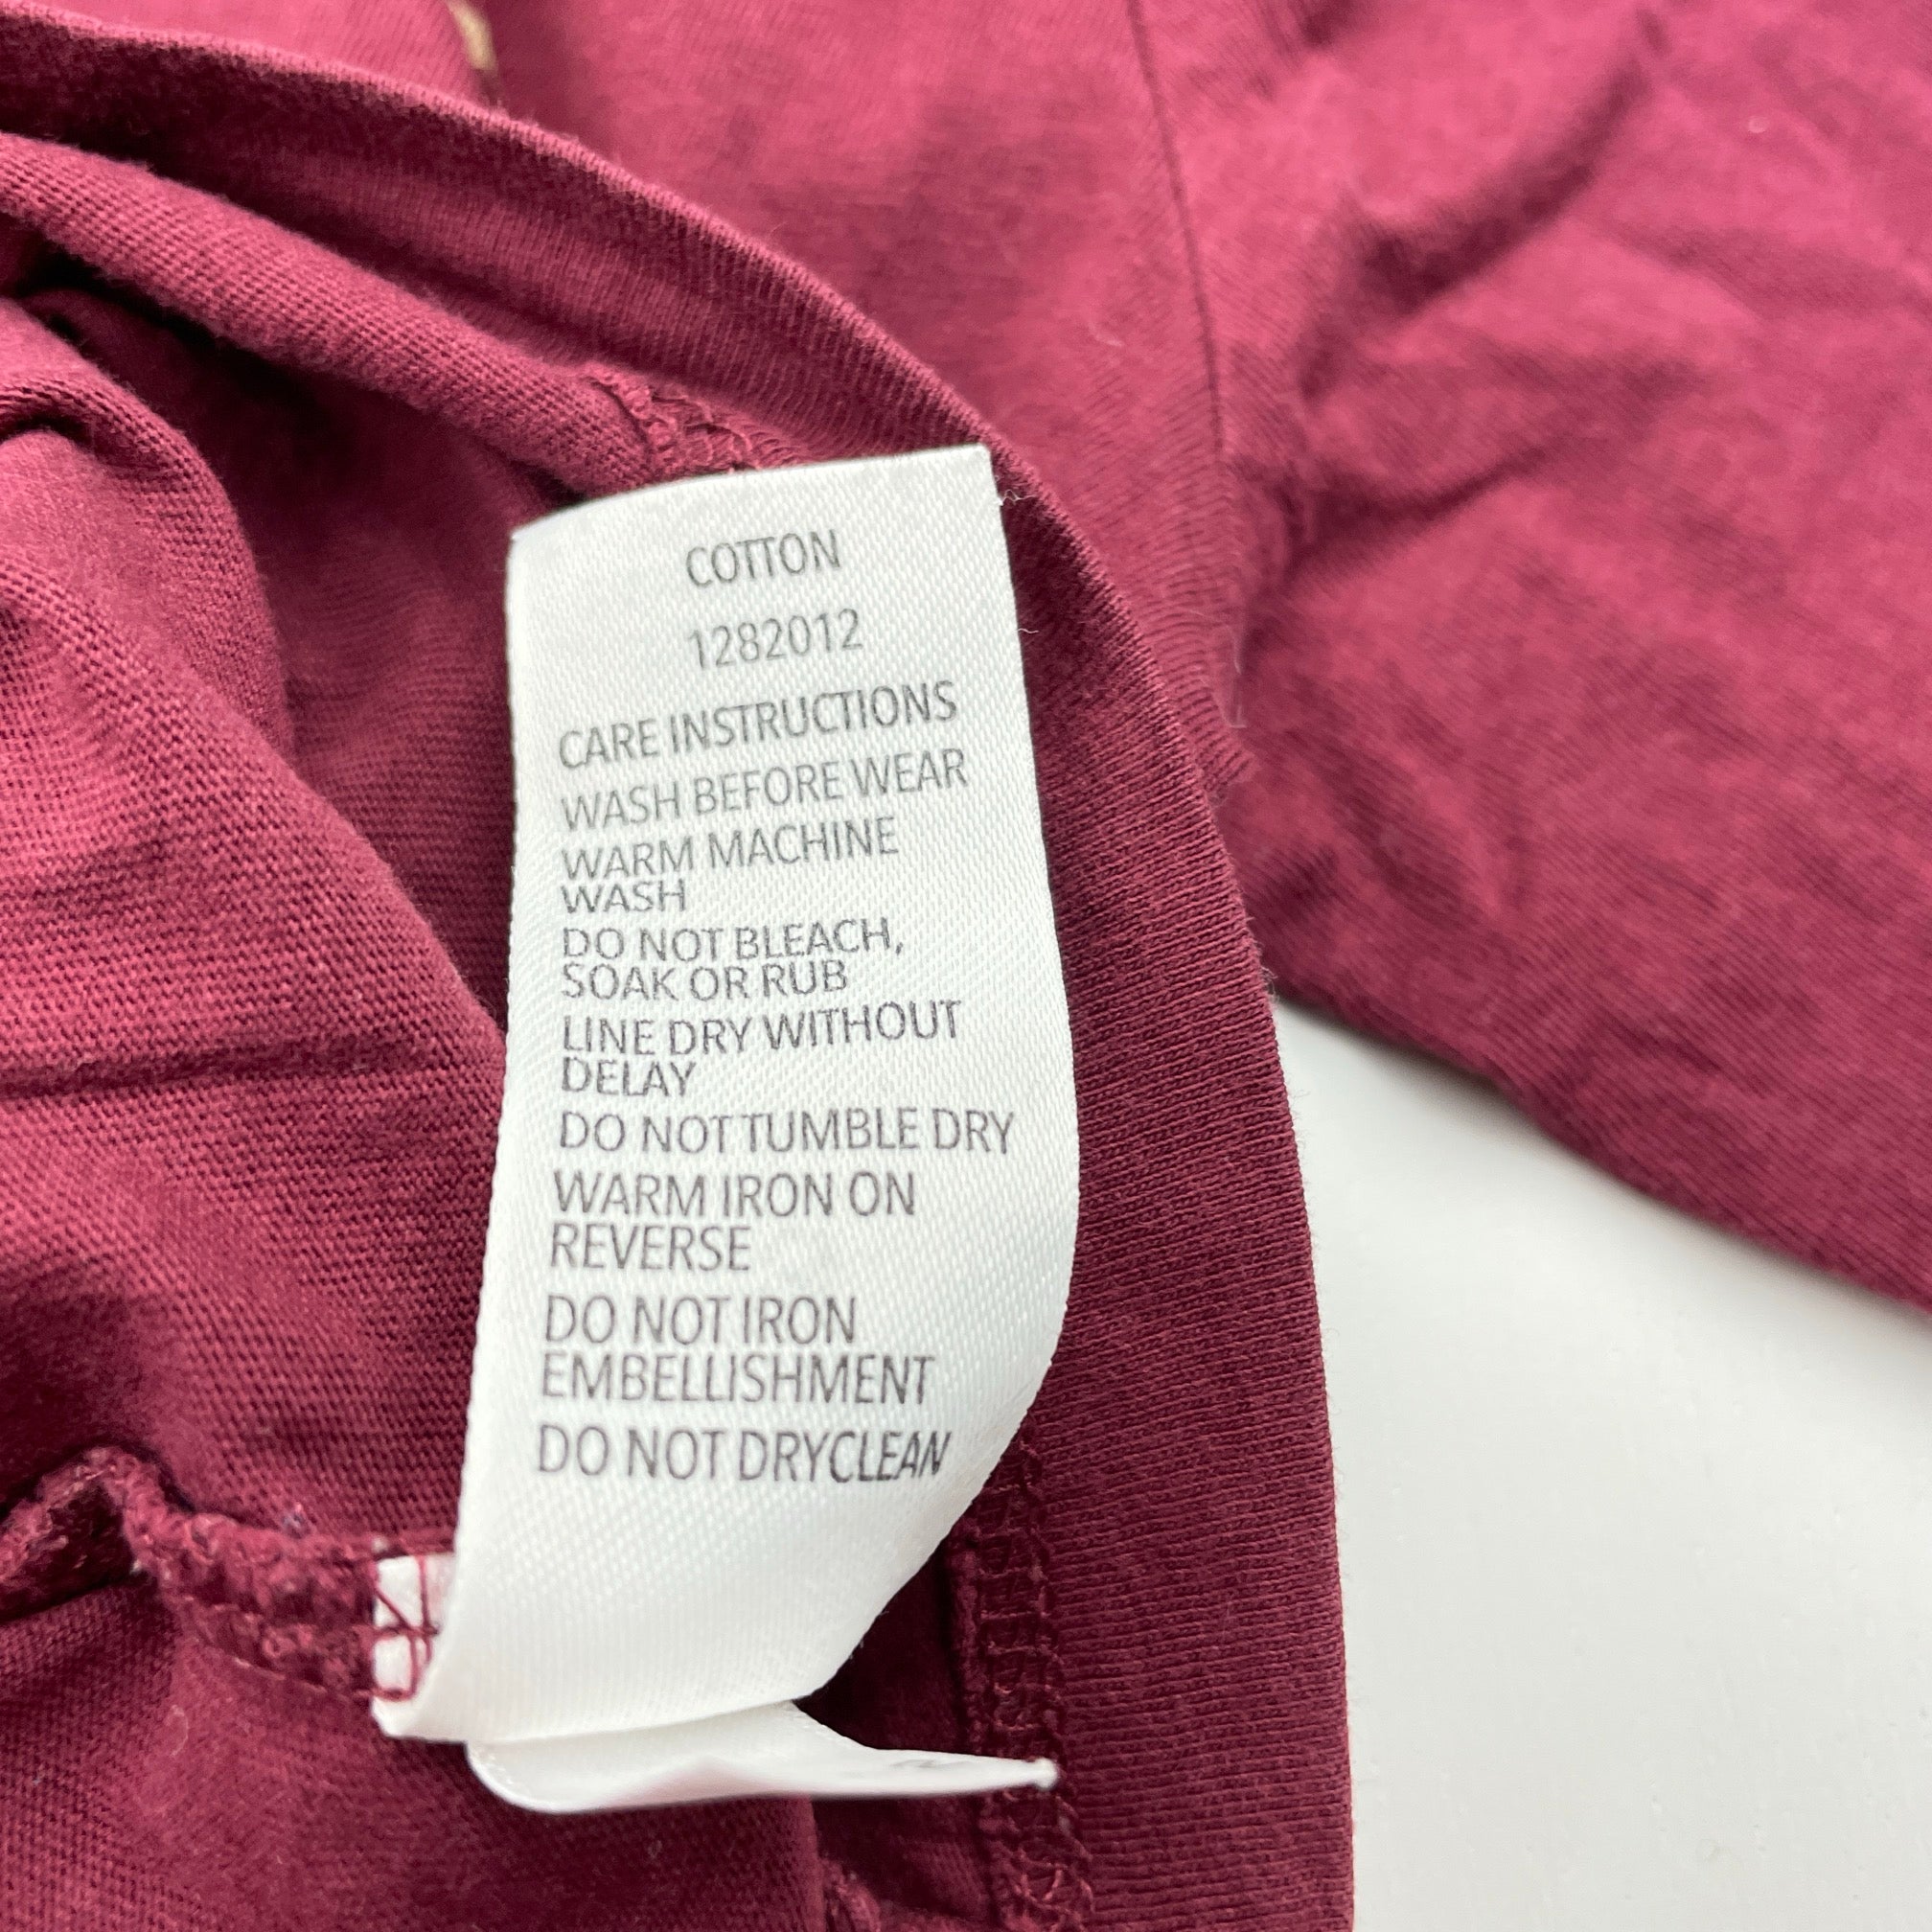 COTTON
1282012
CARE INSTRUCTIONS
WASH BEFORE WEAR
WARM MACHINE
WASH
DO NOT BLEACH,
SOAK OR RUB
LINE DRY WITHOUT
DELAY
DO NOT TUMBLE DRY
WARM IRON ON
REVERSE
DO NOT IRON
EMBELLISHMENT
DO NOT DRYCLEAN